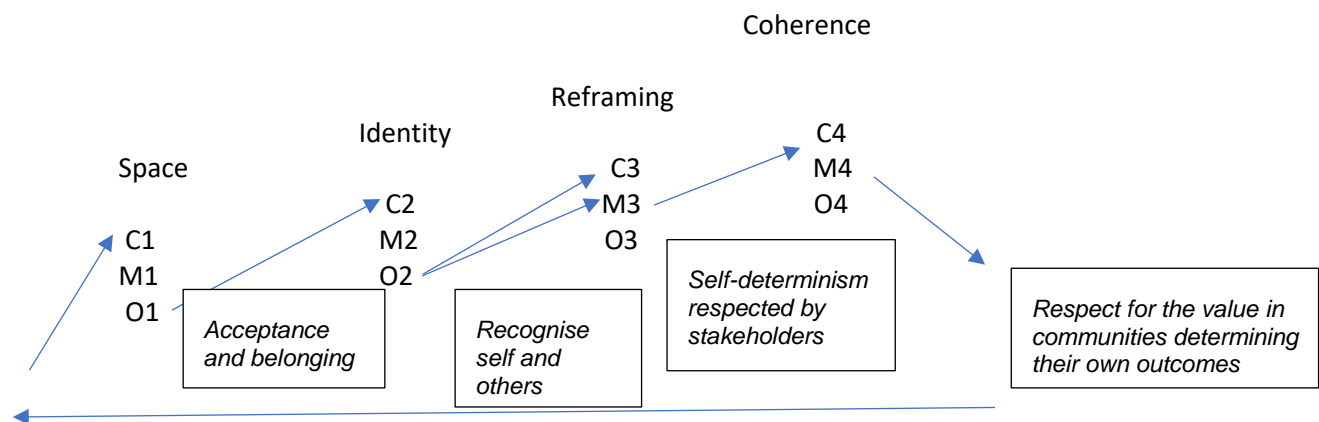 Coherence
Reframing
Identity
Space
C4
M4
O4
C3
M3
O3
C2
M2
O2
C1
M1
O1
Acceptance
and belonging
Recognise
self and
others
Self-determinism
respected by
stakeholders
Respect for the value in
communities determining
their own outcomes